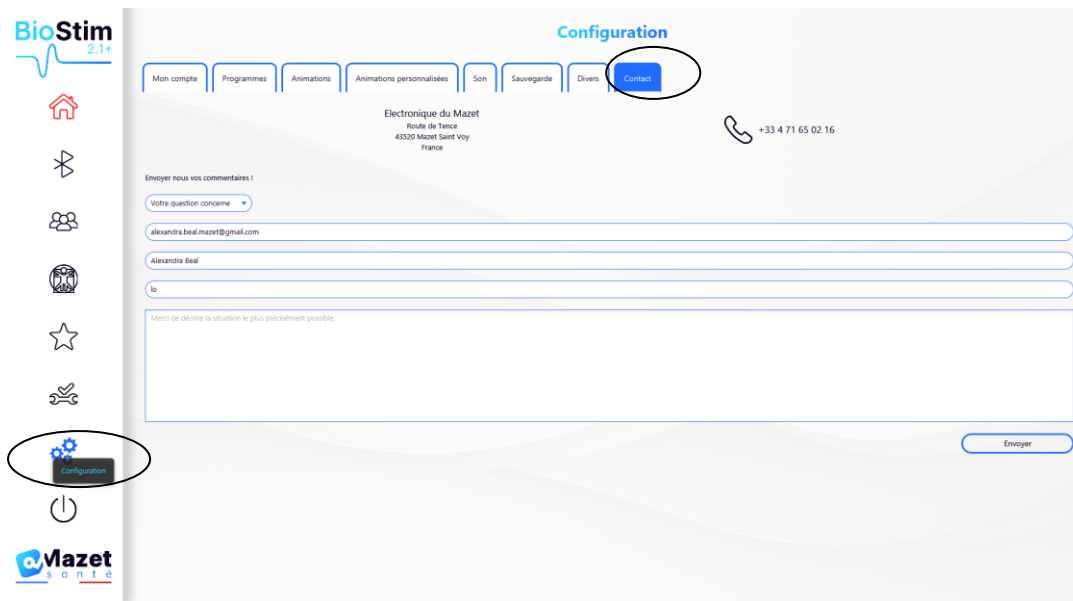 BioStim
2.1+
Configuration
Mon compte
Programmes
Animations
Animations personnalisées
Son
Sauvegarde
Divers
Contact
Electronique du Mazet
Route de Tence
43520 Mazet Saint Voy
France
+33 4 71 65 02 16
Envoyer nous vos commentaires !
Votre question concerne
alexandra.beal.mazet@gmail.com
Alexandra Beal
lo
Merci de décrire la situation le plus précisément possible
Envoyer
Configuration
Mazet
santé